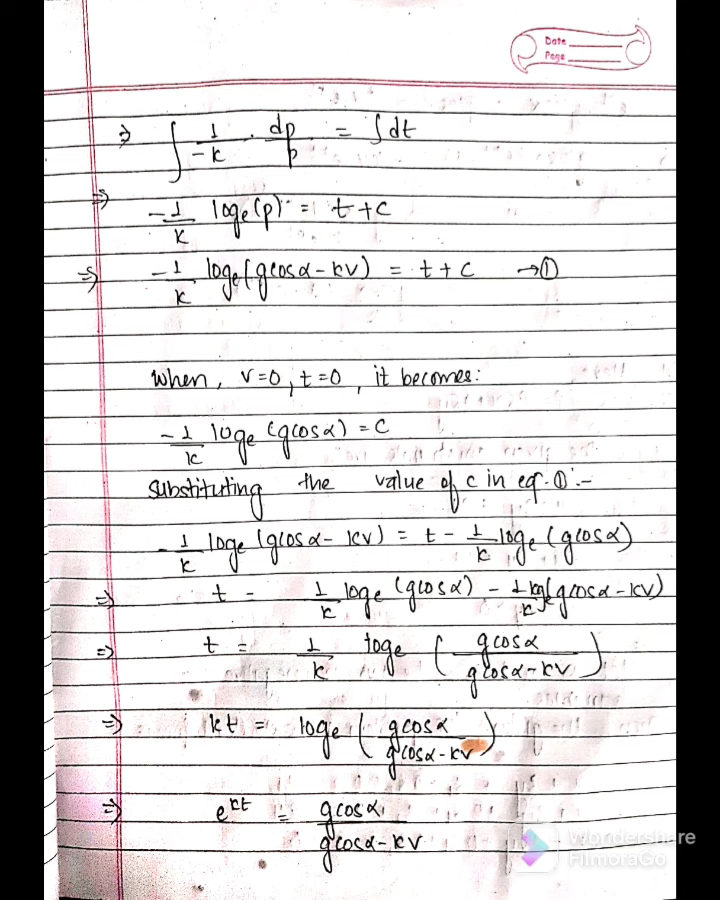 Date
Page
⇒ ∫ 1/-k . dp/p = ∫dt
⇒ -1/k loge(p) = t + c
⇒ -1/k loge(gcosα - kv) = t + c → ①
When, v=0, t=0, it becomes:
-1/k loge (gcosα) = c
substituting the value of c in eq. ① :-
-1/k loge (gcosα - kv) = t - 1/k loge (gcosα)
⇒ t = 1/k loge (gcosα) - 1/k loge(gcosα - kv)
⇒ t = 1/k loge (gcosα / gcosα - kv)
⇒ kt = loge (gcosα / gcosα - kv)
⇒ e^kt = gcosα / gcosα - kv
Wondershare
FilmoraGo